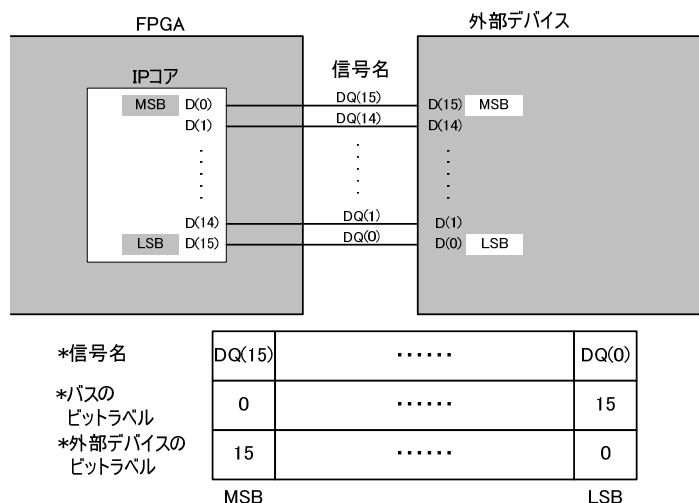 FPGA
外部デバイス
IPコア
信号名
MSB D(0)
DQ(15)
D(15) MSB
D(1)
DQ(14)
D(14)
D(14)
DQ(1)
D(1)
LSB D(15)
DQ(0)
D(0) LSB
*信号名
DQ(15) ・・・・・・ DQ(0)
*バスの
ビットラベル
0 ・・・・・・ 15
*外部デバイスの
ビットラベル
15 ・・・・・・ 0
MSB LSB